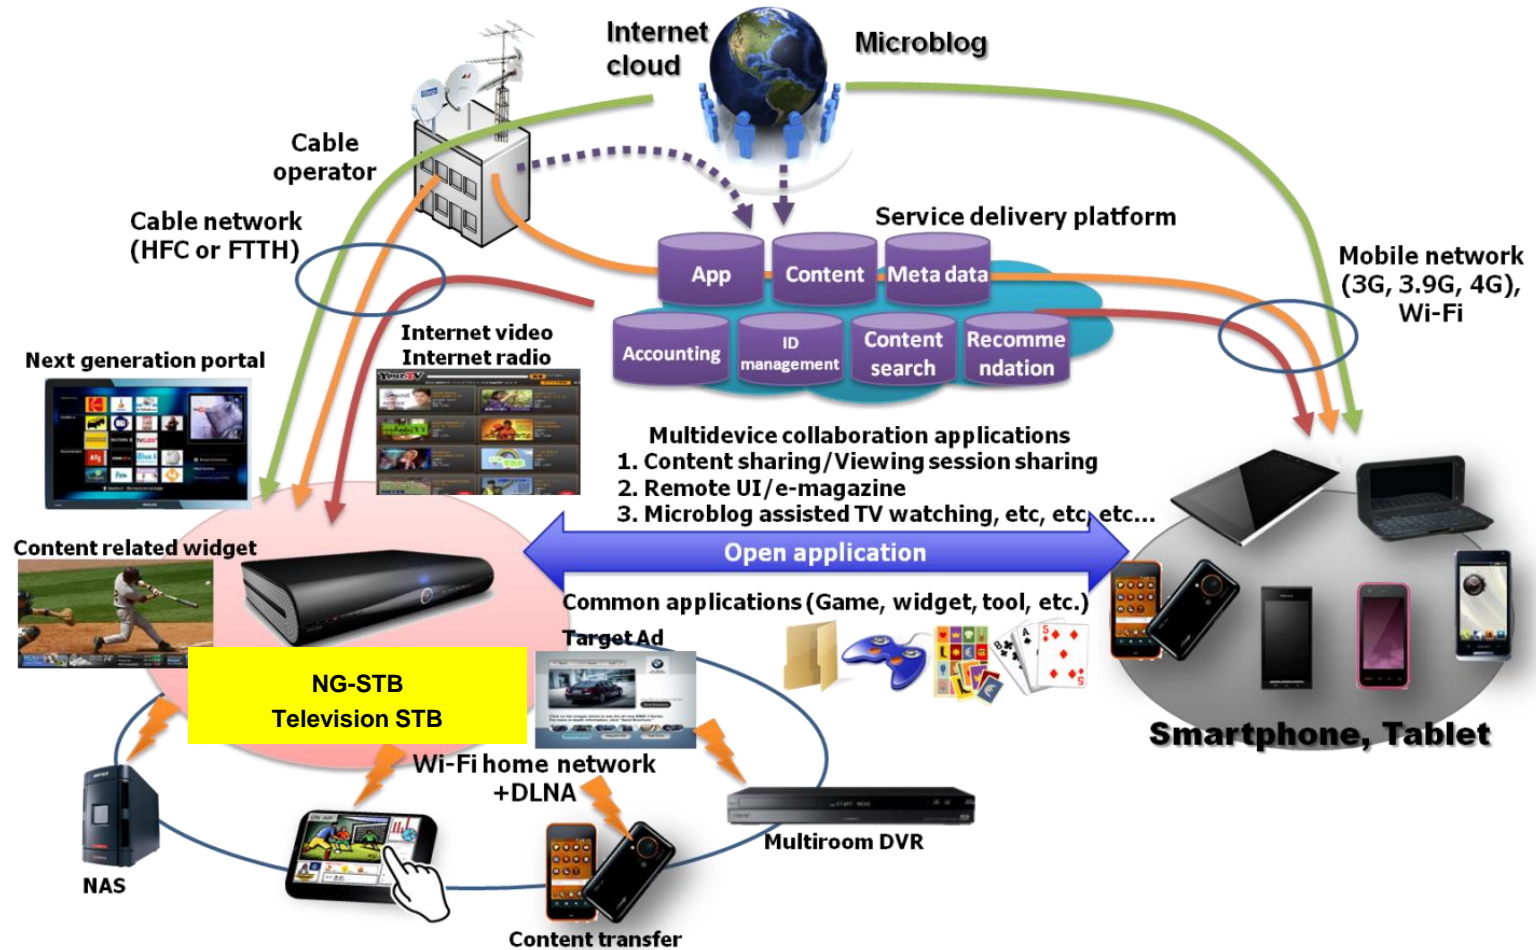 Internet
cloud
Microblog
Cable
operator
Cable network
(HFC or FTTH)
Service delivery platform
App
Content
Meta data
Mobile network
(3G, 3.9G, 4G),
Wi-Fi
Accounting
ID
management
Content
search
Recomme
ndation
Internet video
Internet radio
Next generation portal
Multidevice collaboration applications
1. Content sharing/Viewing session sharing
2. Remote UI/e-magazine
3. Microblog assisted TV watching, etc, etc, etc...
Open application
Content related widget
Common applications (Game, widget, tool, etc.)
Target Ad
NG-STB
Television STB
Smartphone, Tablet
Wi-Fi home network
+DLNA
Multiroom DVR
NAS
Content transfer